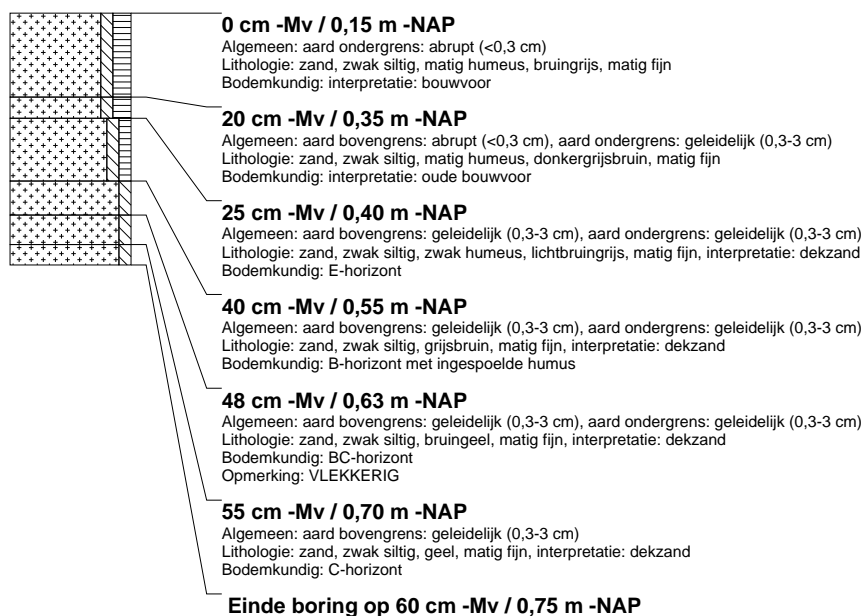 0 cm -Mv / 0,15 m -NAP
Algemeen: aard ondergrens: abrupt (<0,3 cm)
Lithologie: zand, zwak siltig, matig humeus, bruingrijs, matig fijn
Bodemkundig: interpretatie: bouwvoor
20 cm -Mv / 0,35 m -NAP
Algemeen: aard bovengrens: abrupt (<0,3 cm), aard ondergrens: geleidelijk (0,3-3 cm)
Lithologie: zand, zwak siltig, matig humeus, donkergrijsbruin, matig fijn
Bodemkundig: interpretatie: oude bouwvoor
25 cm -Mv / 0,40 m -NAP
Algemeen: aard bovengrens: geleidelijk (0,3-3 cm), aard ondergrens: geleidelijk (0,3-3 cm)
Lithologie: zand, zwak siltig, zwak humeus, lichtbruingrijs, matig fijn, interpretatie: dekzand
Bodemkundig: E-horizont
40 cm -Mv / 0,55 m -NAP
Algemeen: aard bovengrens: geleidelijk (0,3-3 cm), aard ondergrens: geleidelijk (0,3-3 cm)
Lithologie: zand, zwak siltig, grijsbruin, matig fijn, interpretatie: dekzand
Bodemkundig: B-horizont met ingespoelde humus
48 cm -Mv / 0,63 m -NAP
Algemeen: aard bovengrens: geleidelijk (0,3-3 cm), aard ondergrens: geleidelijk (0,3-3 cm)
Lithologie: zand, zwak siltig, bruingeel, matig fijn, interpretatie: dekzand
Bodemkundig: BC-horizont
Opmerking: VLEKKERIG
55 cm -Mv / 0,70 m -NAP
Algemeen: aard bovengrens: geleidelijk (0,3-3 cm)
Lithologie: zand, zwak siltig, geel, matig fijn, interpretatie: dekzand
Bodemkundig: C-horizont
Einde boring op 60 cm -Mv / 0,75 m -NAP